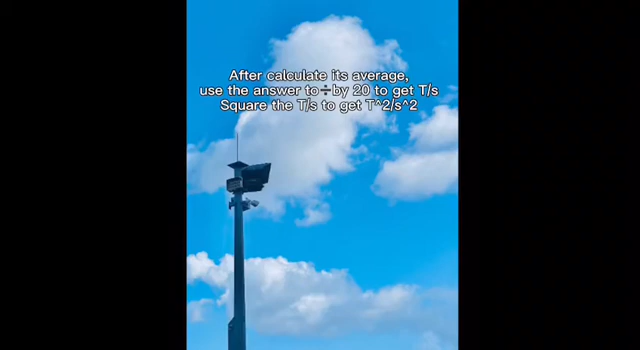 After calculate its average,
use the answer to÷by 20 to get T/s
Square the T/s to get T^2/s^2